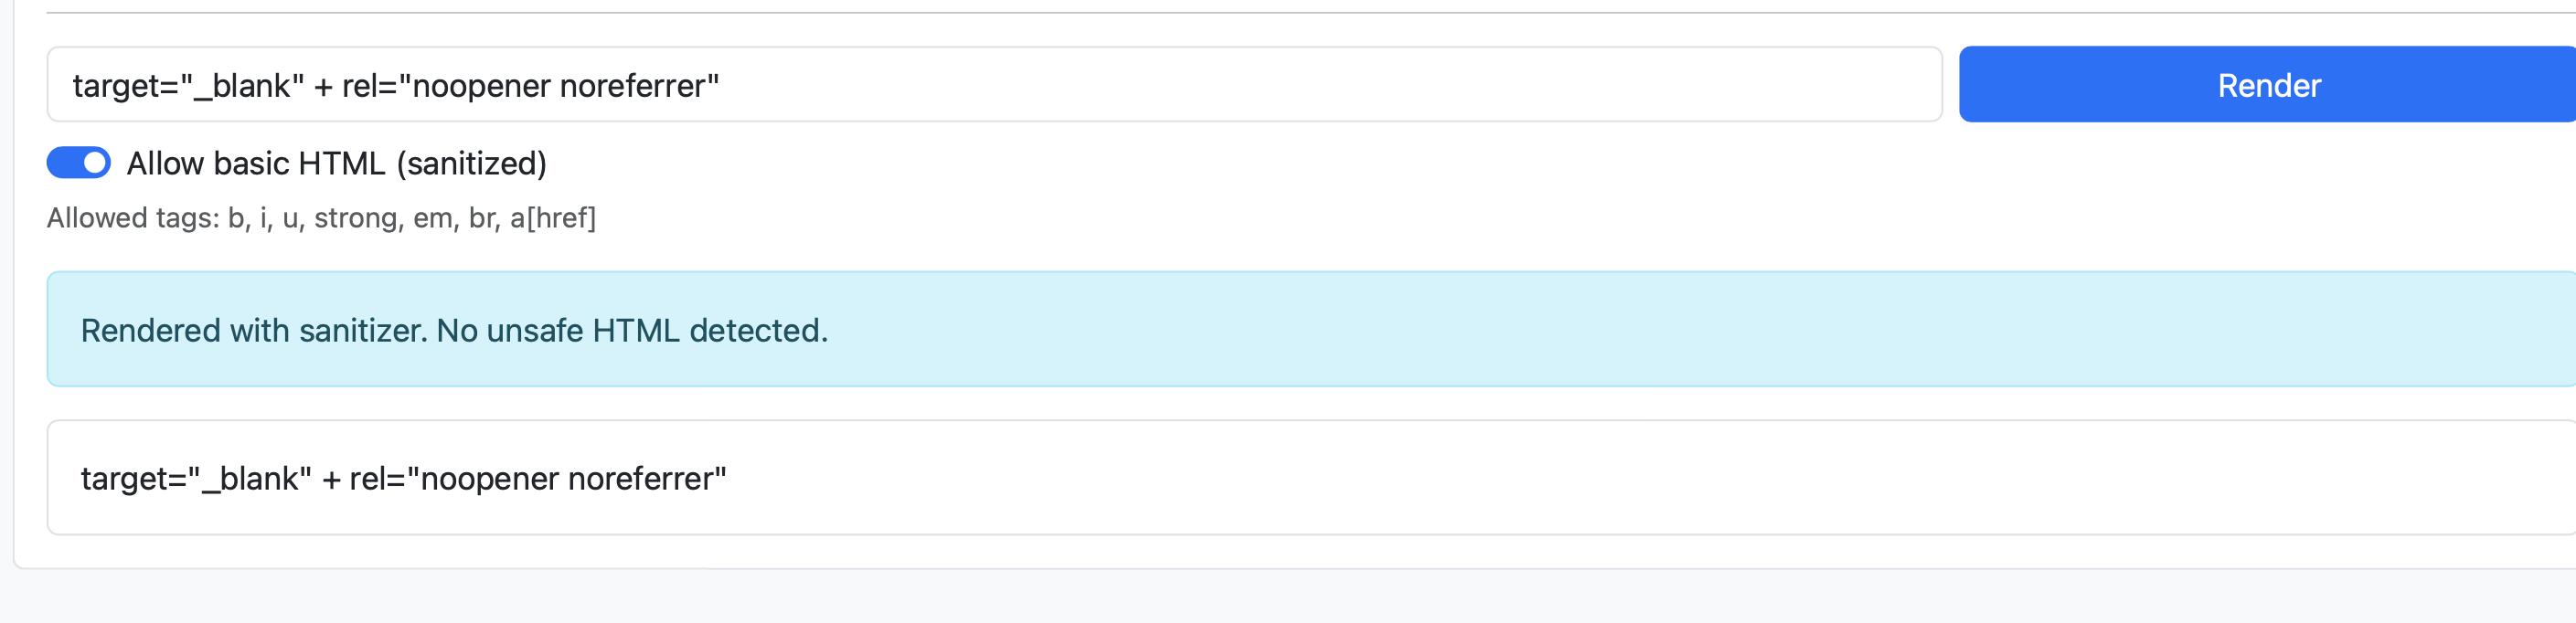 target="_blank" + rel="noopener noreferrer"
Render
Allow basic HTML (sanitized)
Allowed tags: b, i, u, strong, em, br, a[href]
Rendered with sanitizer. No unsafe HTML detected.
target="_blank" + rel="noopener noreferrer"